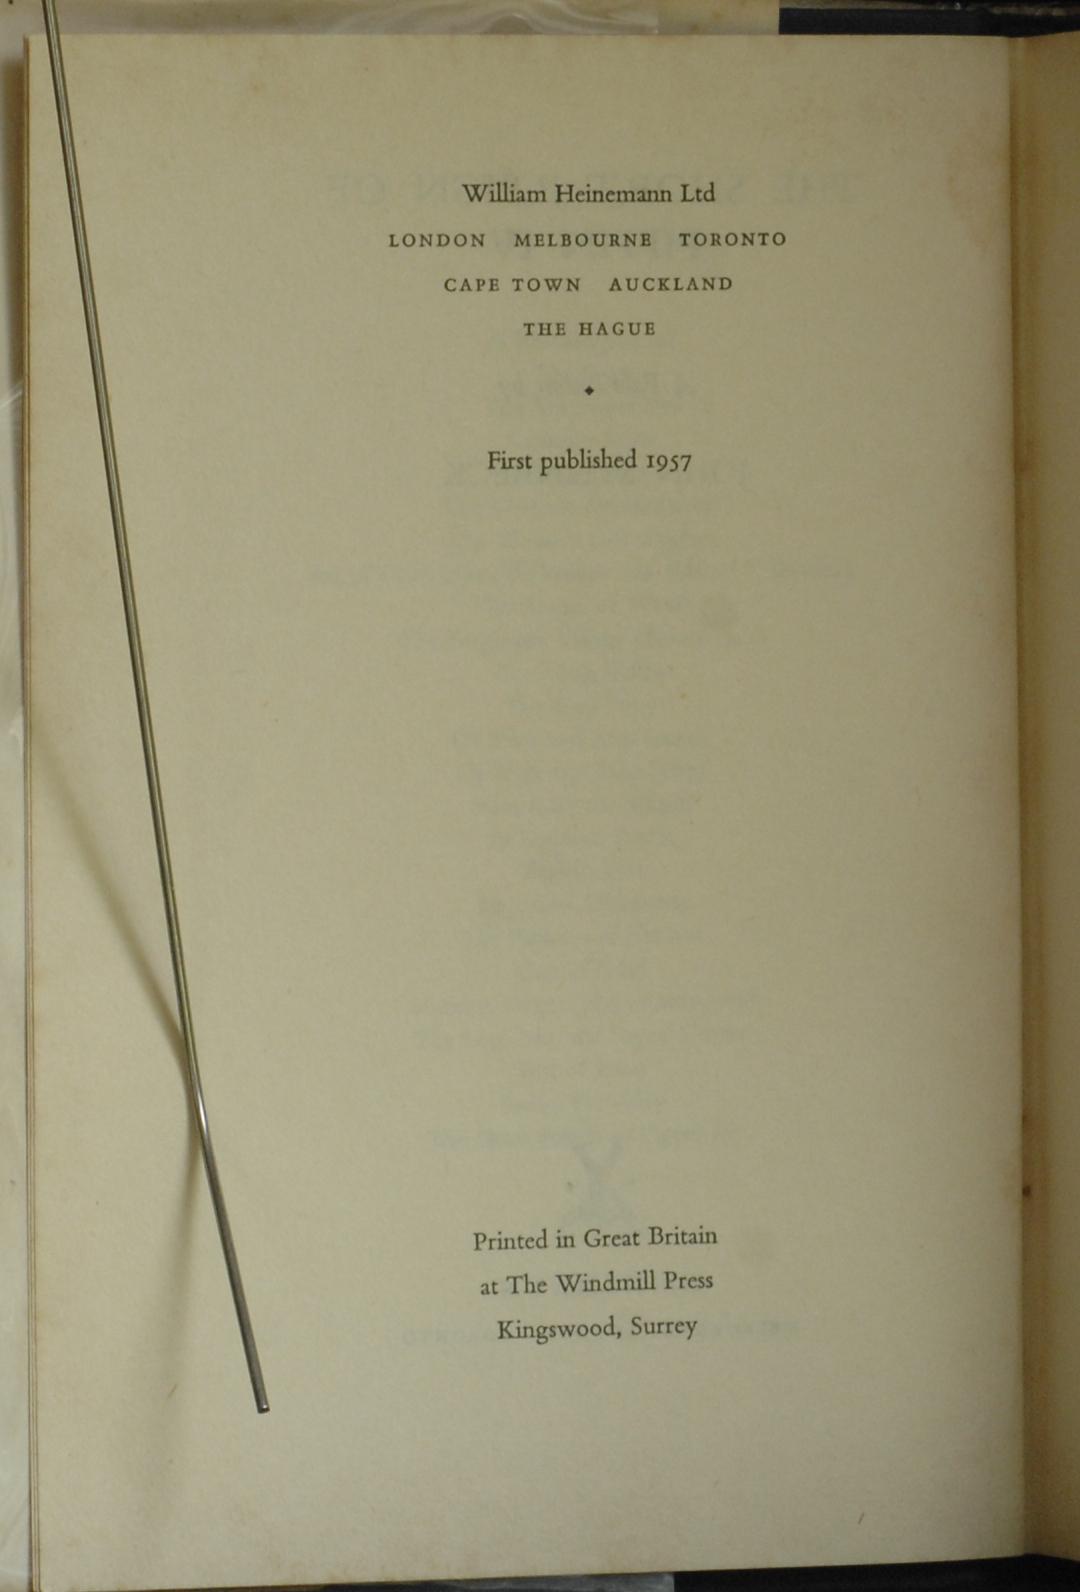 William Heinemann Ltd
LONDON MELBOURNE TORONTO
CAPE TOWN AUCKLAND
THE HAGUE
First published 1957
Printed in Great Britain
at The Windmill Press
Kingswood, Surrey